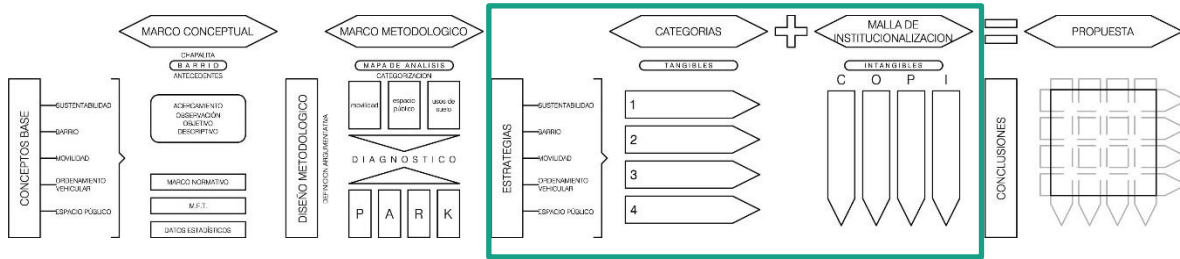 MARCO CONCEPTUAL
CHAPALITA
BARRIO
ANTECEDENTES
CONCEPTOS BASE
SUSTENTABILIDAD
BARRIO
MOVILIDAD
ORDENAMIENTO
VEHICULAR
ESPACIO PÚBLICO
ACERCAMIENTO
OBSERVACIÓN
OBJETIVO
DESCRIPTIVO
MARCO NORMATIVO
M.F.T.
DATOS ESTADÍSTICOS
MARCO METODOLOGICO
MAPA DE ANALISIS
CATEGORIZACION
DISEÑO METODOLOGICO
DEFINICION ARGUMENTATIVA
movilidad
espacio
público
usos de
suelo
DIAGNOSTICO
P A R K
CATEGORIAS
TANGIBLES
ESTRATEGIAS
SUSTENTABILIDAD
BARRIO
MOVILIDAD
ORDENAMIENTO
VEHICULAR
ESPACIO PÚBLICO
1
2
3
4
MALLA DE
INSTITUCIONALIZACION
INTANGIBLES
C O P I
CONCLUSIONES
PROPUESTA